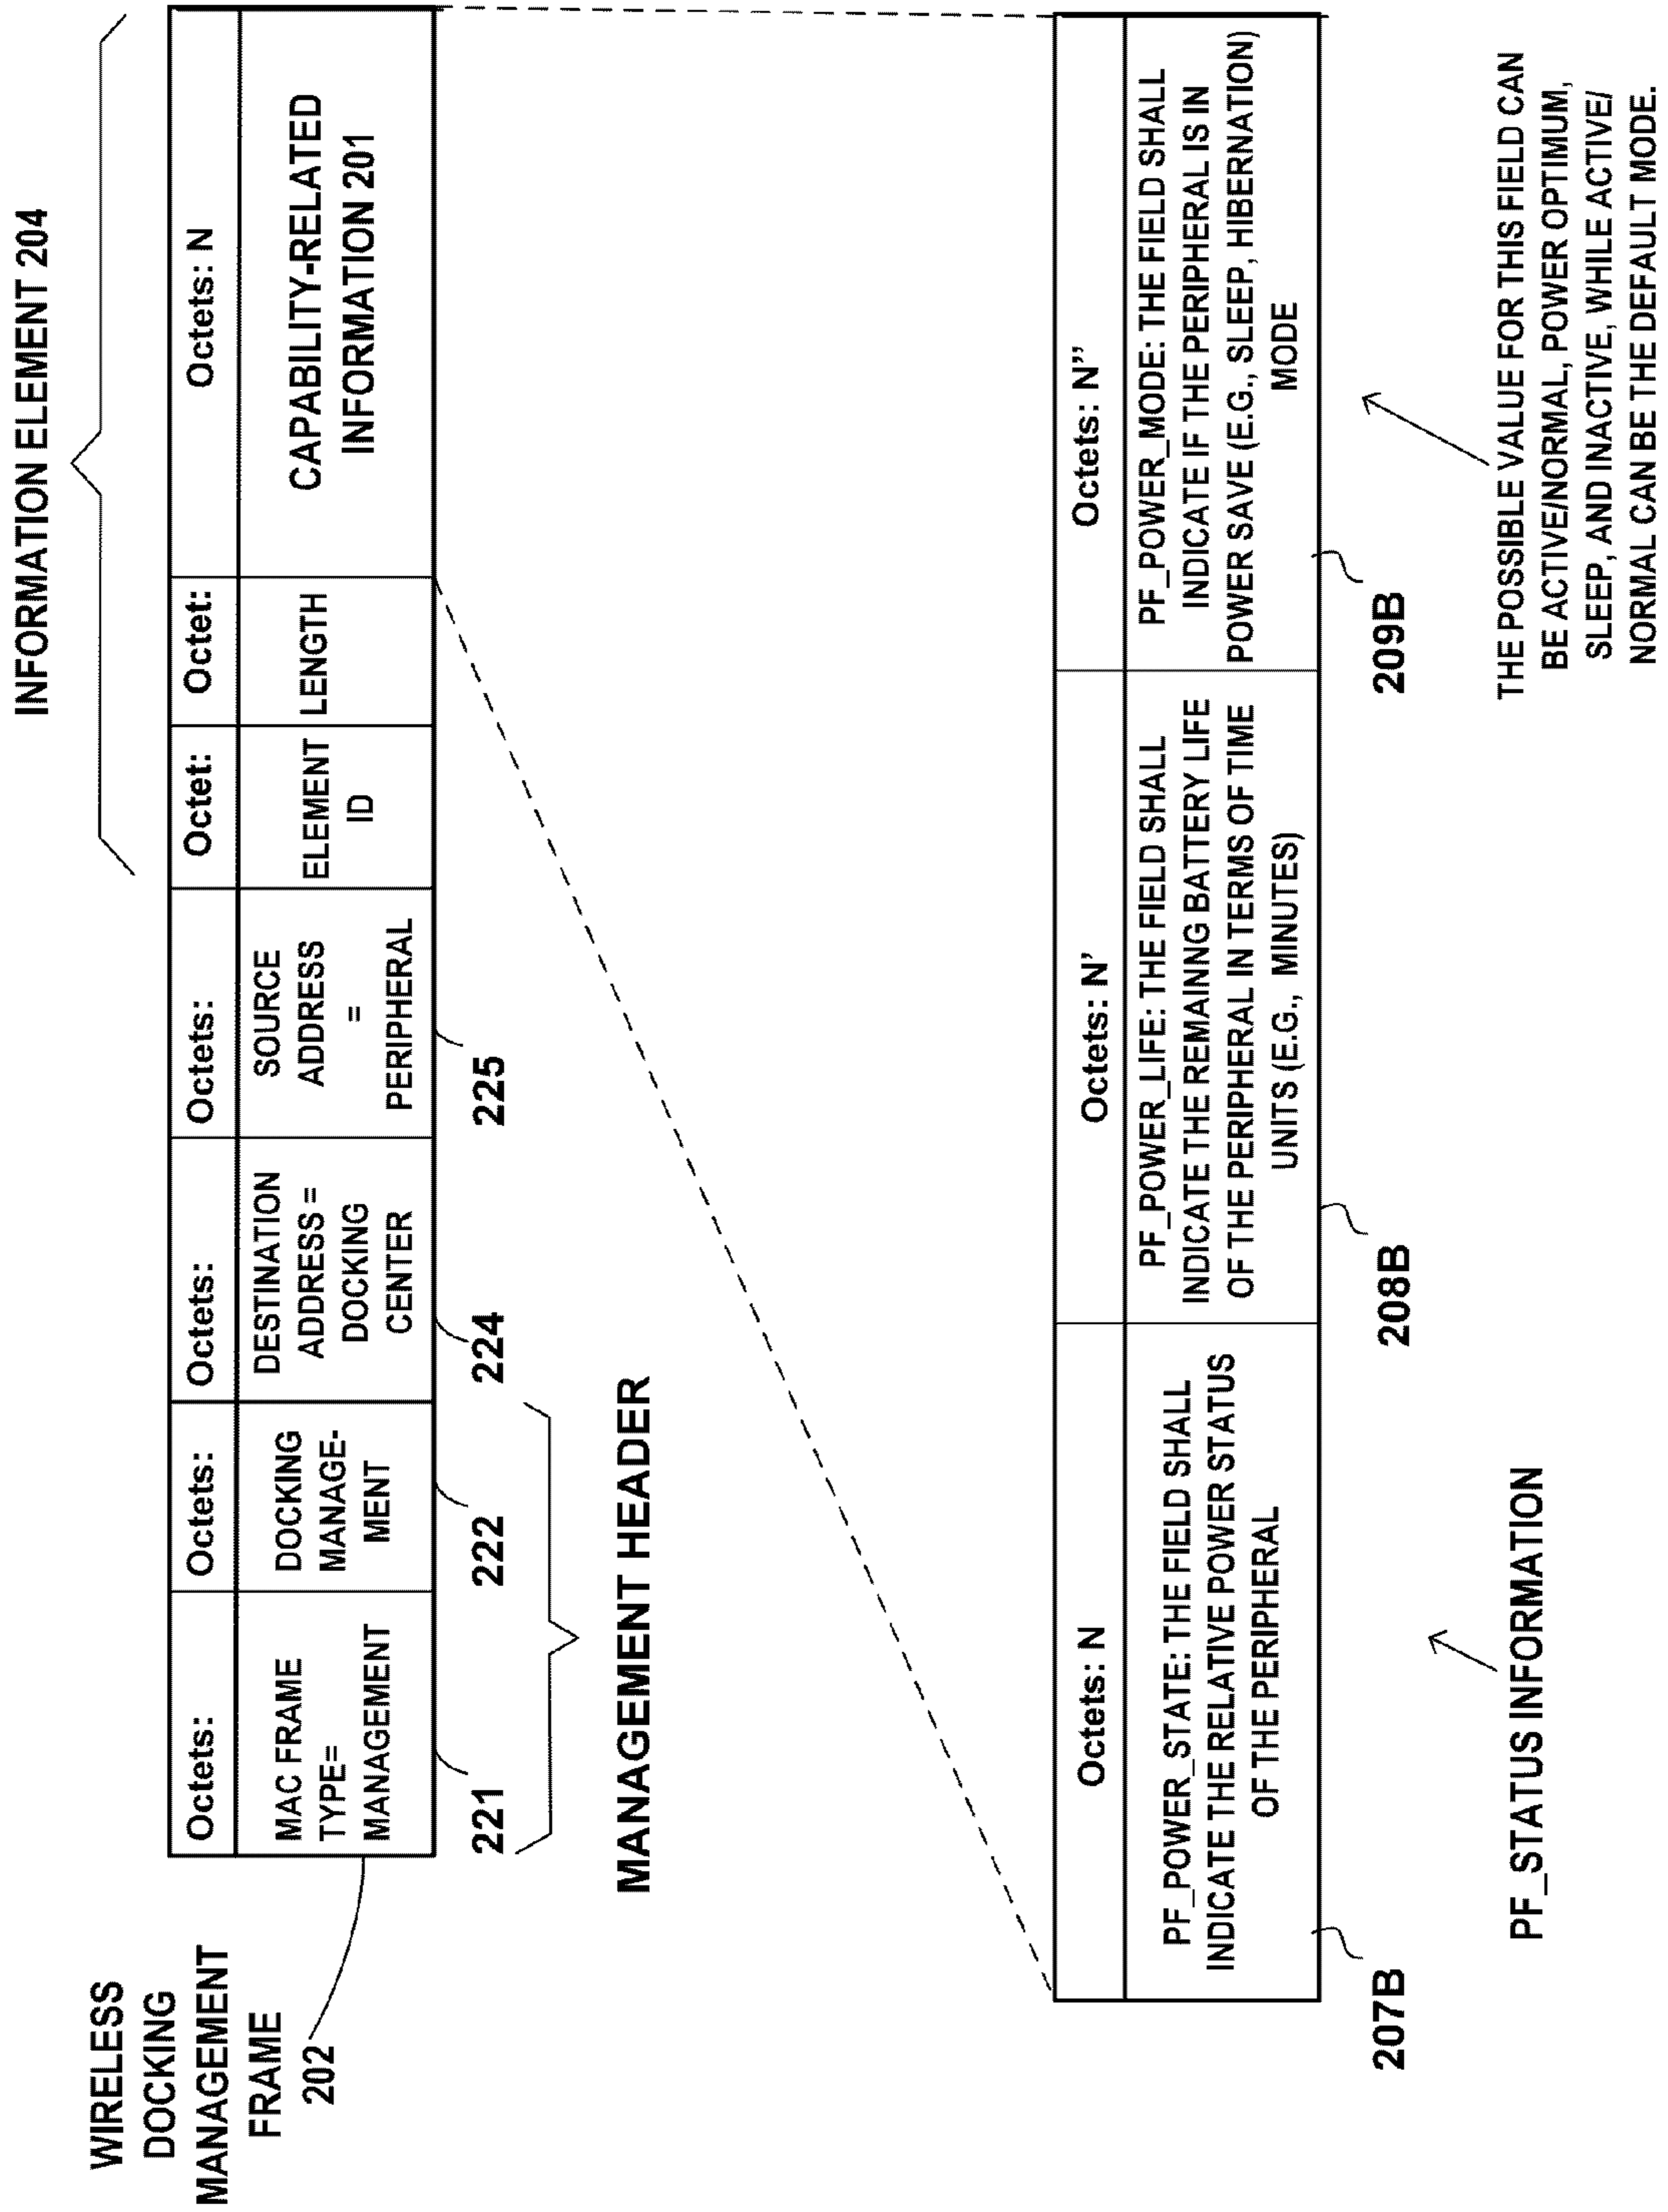 INFORMATION ELEMENT 204
WIRELESS
DOCKING
MANAGEMENT
FRAME
202
Octets:
MAC FRAME
TYPE=
MANAGEMENT
221
Octets:
DOCKING
MANAGE-
MENT
222
MANAGEMENT HEADER
Octets:
DESTINATION
ADDRESS =
DOCKING
CENTER
224
Octets:
SOURCE
ADDRESS
=
PERIPHERAL
225
Octet:
ELEMENT
ID
Octet:
LENGTH
Octets: N
CAPABILITY-RELATED
INFORMATION 201
Octets: N
PF_POWER_STATE: THE FIELD SHALL
INDICATE THE RELATIVE POWER STATUS
OF THE PERIPHERAL
207B
Octets: N'
PF_POWER_LIFE: THE FIELD SHALL
INDICATE THE REMAINING BATTERY LIFE
OF THE PERIPHERAL IN TERMS OF TIME
UNITS (E.G., MINUTES)
208B
Octets: N''
PF_POWER_MODE: THE FIELD SHALL
INDICATE IF THE PERIPHERAL IS IN
POWER SAVE (E.G., SLEEP, HIBERNATION)
MODE
209B
PF_STATUS INFORMATION
THE POSSIBLE VALUE FOR THIS FIELD CAN
BE ACTIVE/NORMAL, POWER OPTIMUM,
SLEEP, AND INACTIVE, WHILE ACTIVE/
NORMAL CAN BE THE DEFAULT MODE.